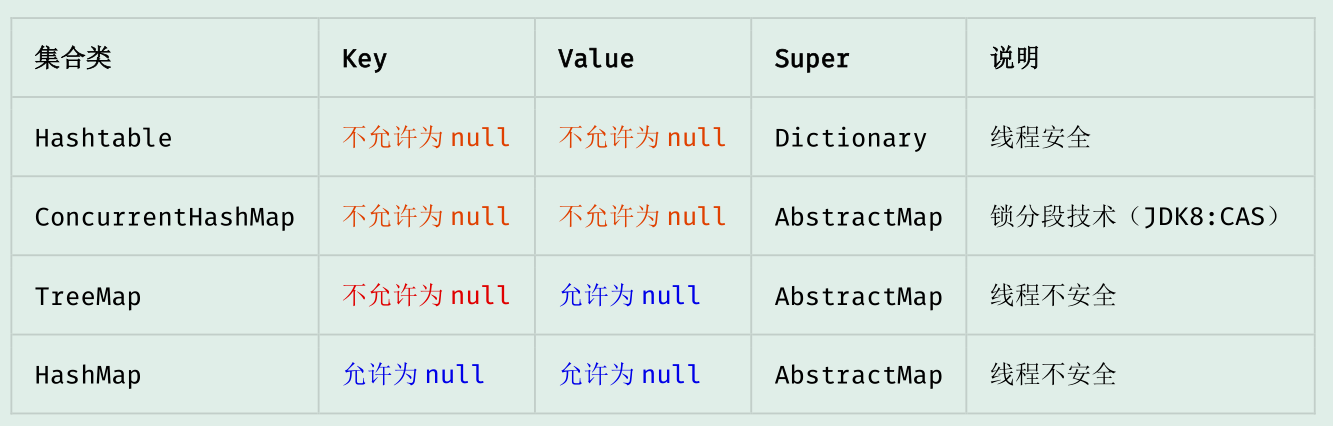 集合类 Key Value Super 说明
Hashtable 不允许为 null 不允许为 null Dictionary 线程安全
ConcurrentHashMap 不允许为 null 不允许为 null AbstractMap 锁分段技术（JDK8:CAS）
TreeMap 不允许为 null 允许为 null AbstractMap 线程不安全
HashMap 允许为 null 允许为 null AbstractMap 线程不安全